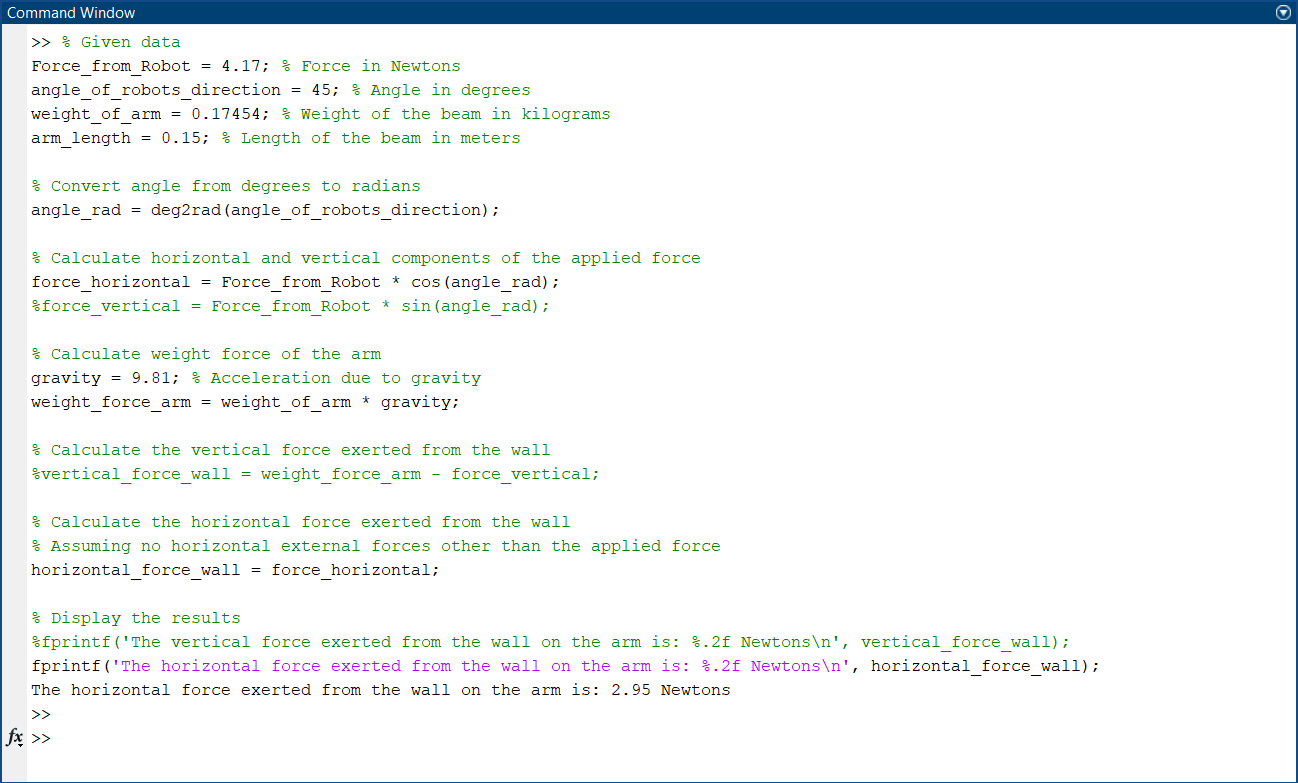 Command Window
>> % Given data
Force_from_Robot = 4.17; % Force in Newtons
angle_of_robots_direction = 45; % Angle in degrees
weight_of_arm = 0.17454; % Weight of the beam in kilograms
arm_length = 0.15; % Length of the beam in meters
% Convert angle from degrees to radians
angle_rad = deg2rad(angle_of_robots_direction);
% Calculate horizontal and vertical components of the applied force
force_horizontal = Force_from_Robot * cos(angle_rad);
%force_vertical = Force_from_Robot * sin(angle_rad);
% Calculate weight force of the arm
gravity = 9.81; % Acceleration due to gravity
weight_force_arm = weight_of_arm * gravity;
% Calculate the vertical force exerted from the wall
%vertical_force_wall = weight_force_arm - force_vertical;
% Calculate the horizontal force exerted from the wall
% Assuming no horizontal external forces other than the applied force
horizontal_force_wall = force_horizontal;
% Display the results
%fprintf('The vertical force exerted from the wall on the arm is: %.2f Newtons\n', vertical_force_wall);
fprintf('The horizontal force exerted from the wall on the arm is: %.2f Newtons\n', horizontal_force_wall);
The horizontal force exerted from the wall on the arm is: 2.95 Newtons
>>
fx >>